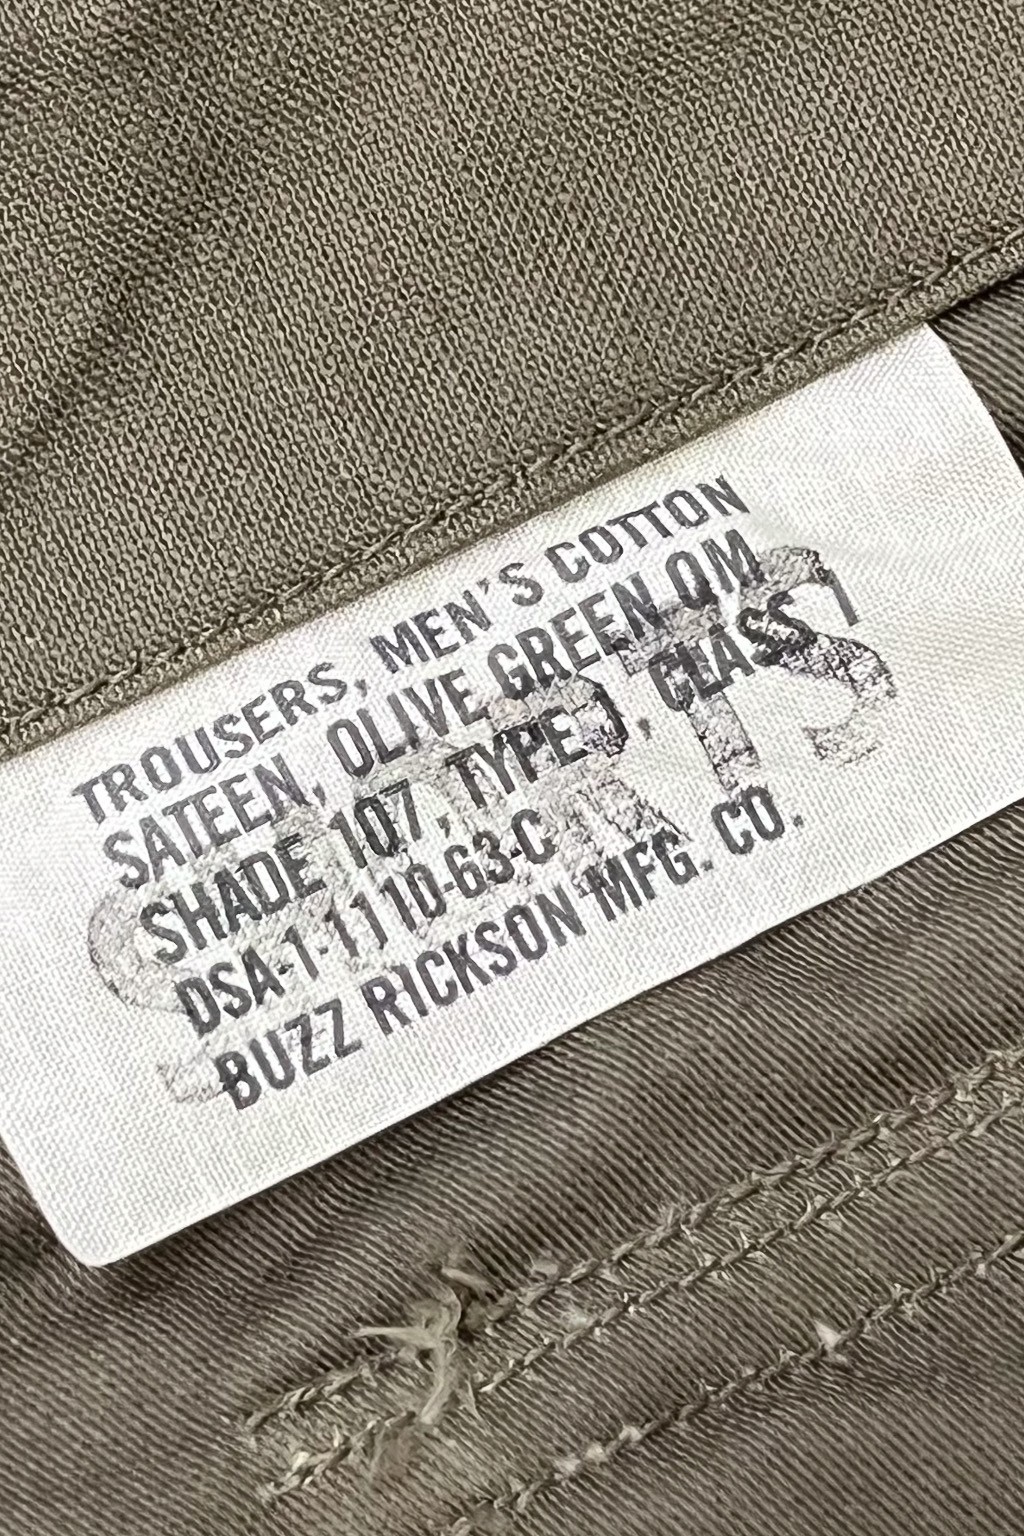 TROUSERS, MEN'S COTTON
SATEEN, OLIVE GREEN QM
SHADE 107, TYPE I, CLASS 1
DSA-1-1110-63-C
BUZZ RICKSON MFG. CO.
SHORTS